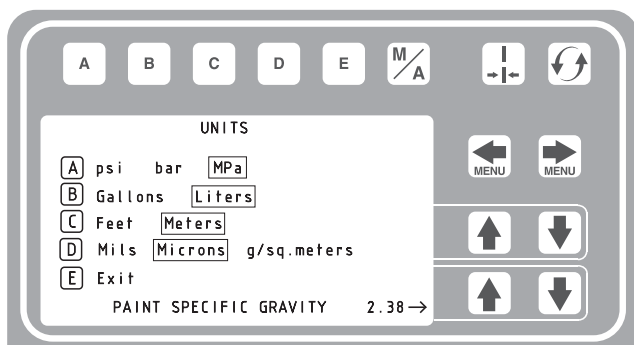 A B C D E M/A
UNITS
A psi bar MPa
B Gallons Liters
C Feet Meters
D Mils Microns g/sq.meters
E Exit
PAINT SPECIFIC GRAVITY 2.38→
MENU MENU